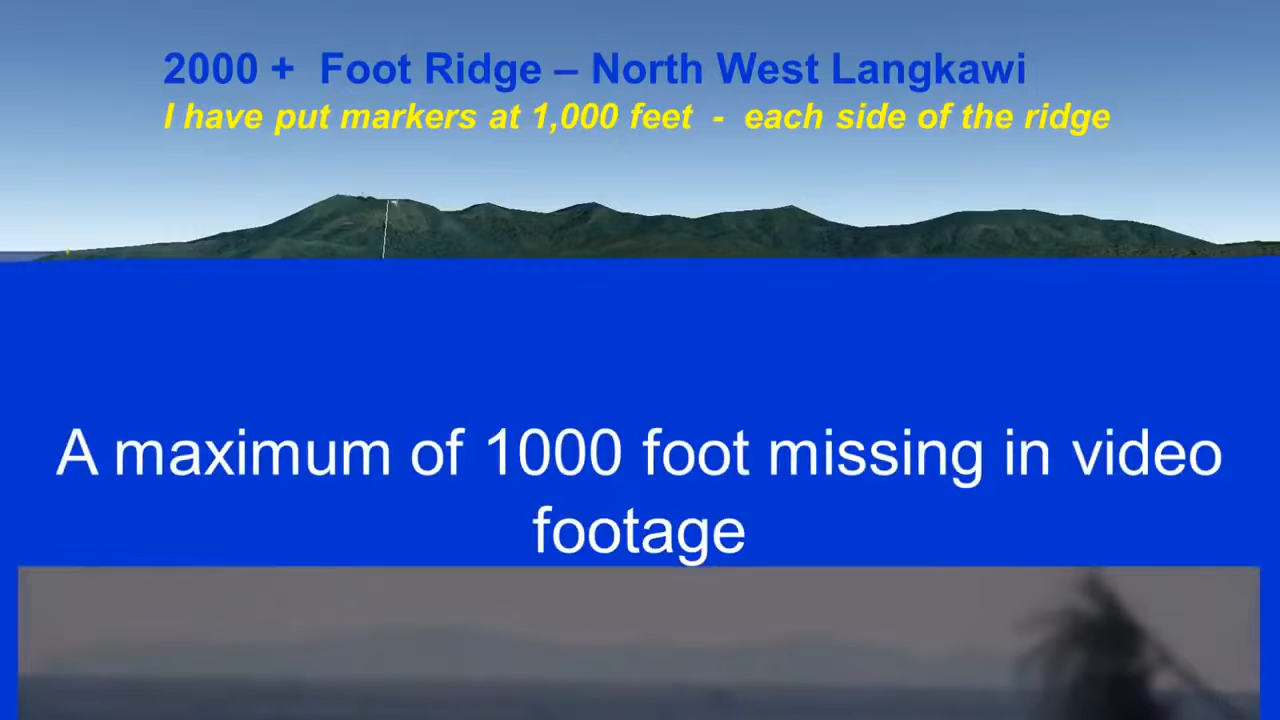 2000 +  Foot Ridge – North West Langkawi
I have put markers at 1,000 feet  -  each side of the ridge
A maximum of 1000 foot missing in video
footage